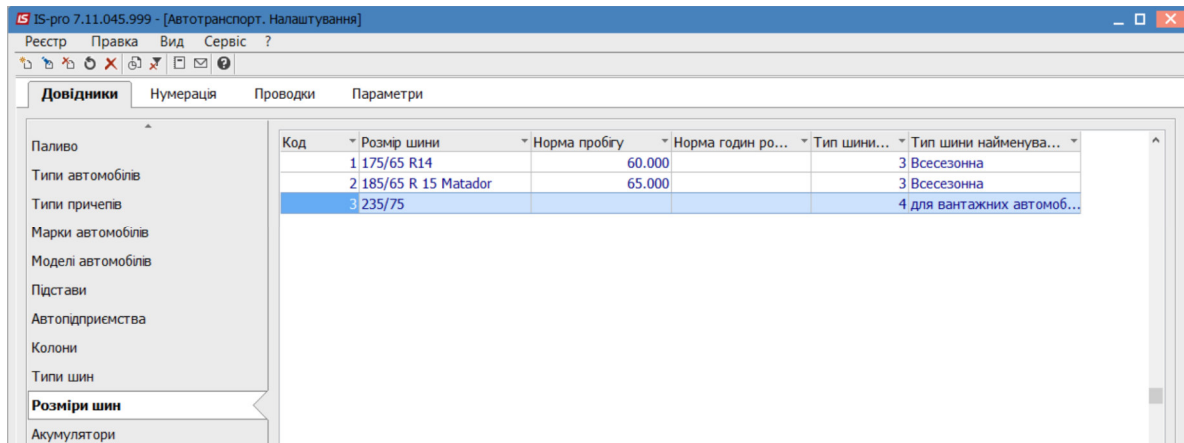 IS-pro 7.11.045.999 - [Автотранспорт. Налаштування]
Реєстр Правка Вид Сервіс ?
Довідники Нумерація Проводки Параметри
Паливо
Типи автомобілів
Типи причепів
Марки автомобілів
Моделі автомобілів
Підстави
Автопідприємства
Колони
Типи шин
Розміри шин
Акумулятори
Код Розмір шини Норма пробігу Норма годин ро... Тип шини... Тип шини найменува...
1 175/65 R14 60.000 3 Всесезонна
2 185/65 R 15 Matador 65.000 3 Всесезонна
3 235/75 4 для вантажних автомоб...